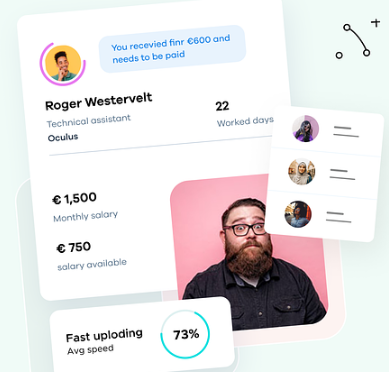 You recevied finr €600 and
needs to be paid
Roger Westervelt
Technical assistant
Oculus
22
Worked days
€ 1,500
Monthly salary
€ 750
salary available
Fast uploding
Avg speed
73%